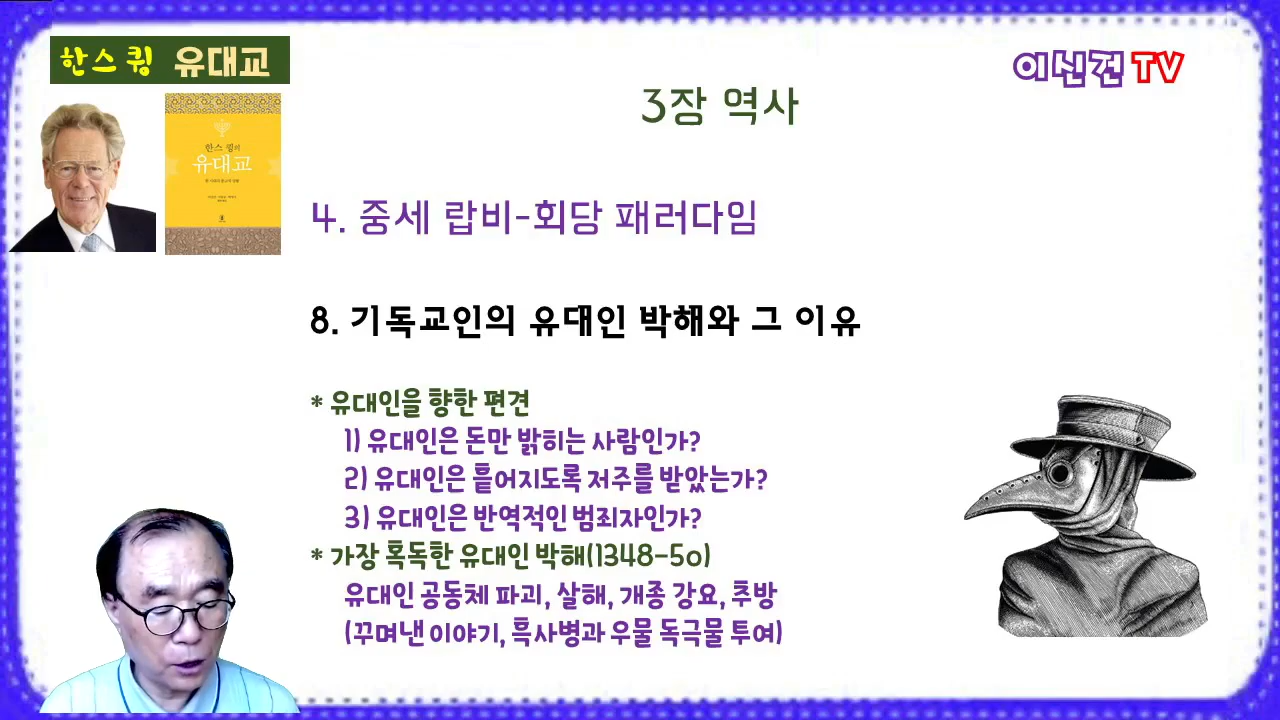 한스 큉 유대교
이신건 TV
한스 큉의
유대교
3장 역사
4. 중세 랍비-회당 패러다임
8. 기독교인의 유대인 박해와 그 이유
* 유대인을 향한 편견
1) 유대인은 돈만 밝히는 사람인가?
2) 유대인은 흩어지도록 저주를 받았는가?
3) 유대인은 반역적인 범죄자인가?
* 가장 혹독한 유대인 박해(1348-50)
유대인 공동체 파괴, 살해, 개종 강요, 추방
(꾸며낸 이야기, 흑사병과 우물 독극물 투여)